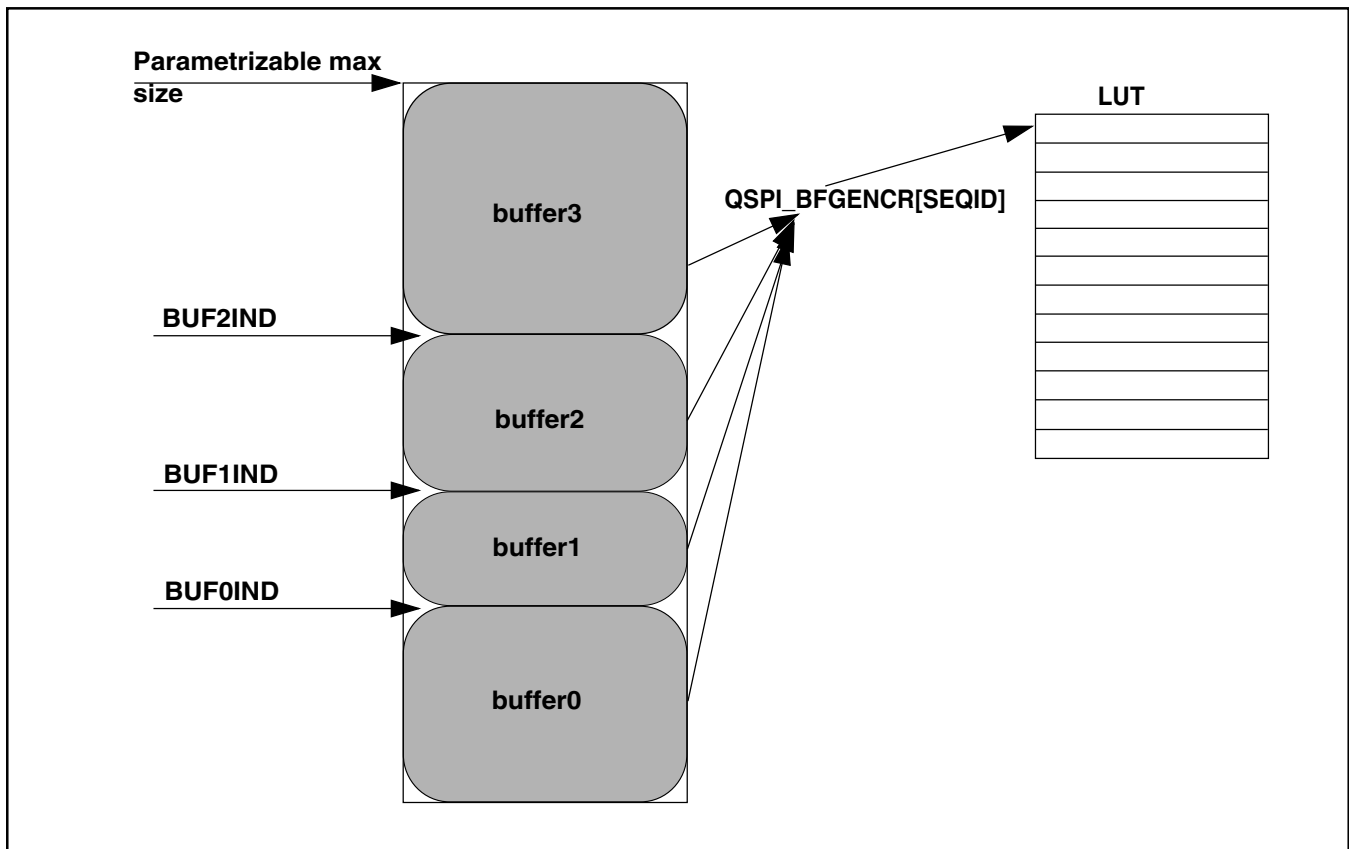 Parametrizable max
size
LUT
buffer3
QSPI_BFGENCR[SEQID]
BUF2IND
buffer2
BUF1IND
buffer1
BUF0IND
buffer0